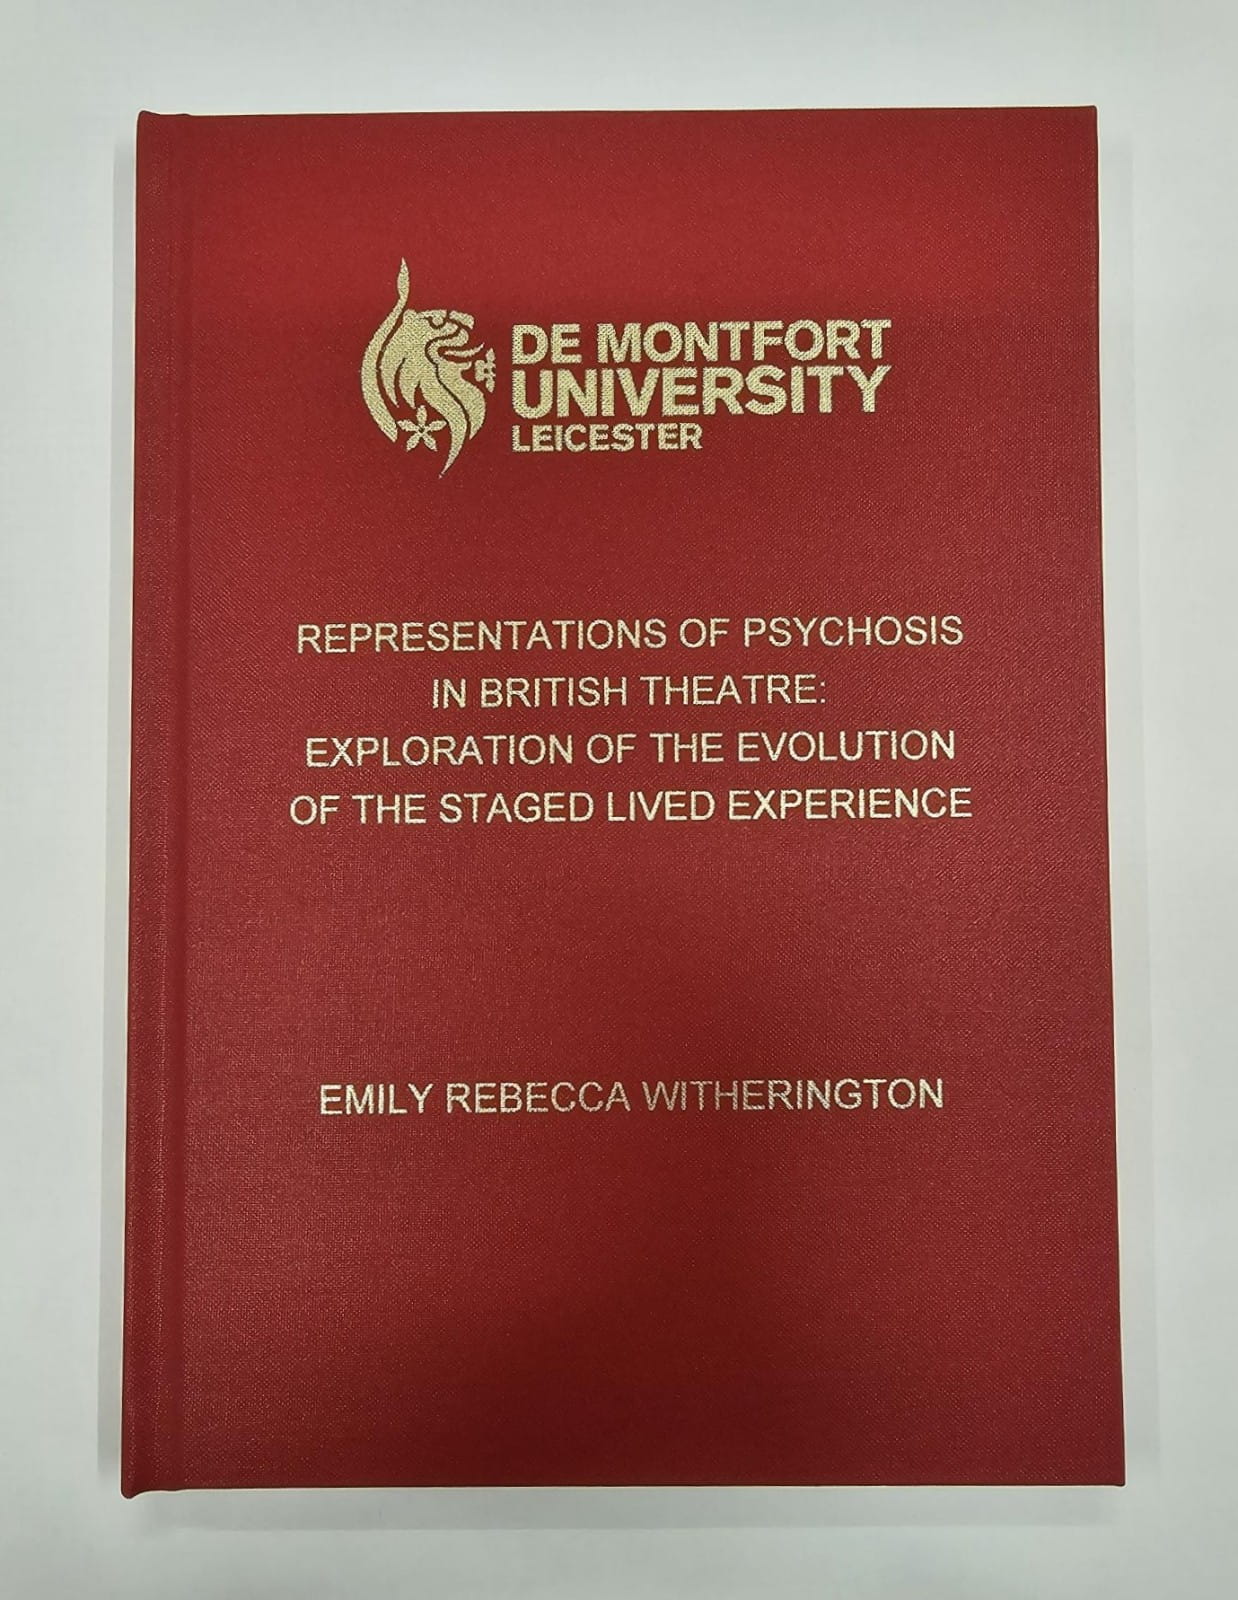 DE MONTFORT
UNIVERSITY
LEICESTER
REPRESENTATIONS OF PSYCHOSIS
IN BRITISH THEATRE:
EXPLORATION OF THE EVOLUTION
OF THE STAGED LIVED EXPERIENCE
EMILY REBECCA WITHERINGTON